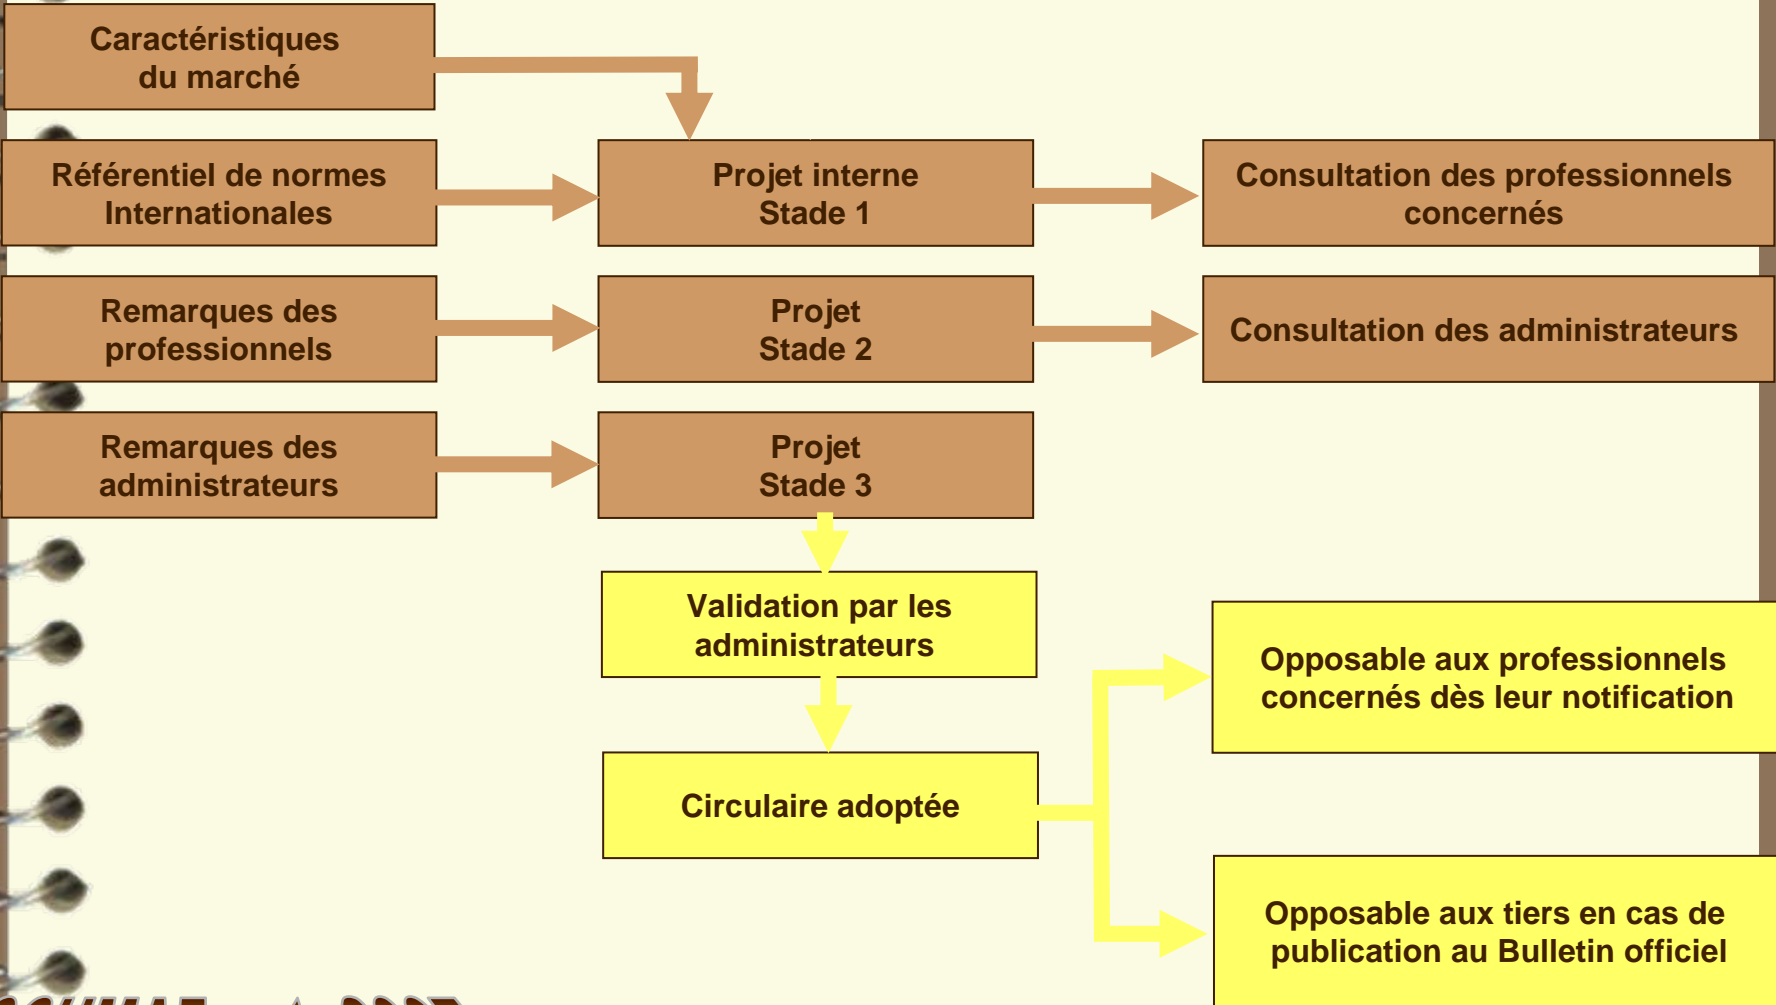 Caractéristiques
du marché
Référentiel de normes
Internationales
Projet interne
Stade 1
Consultation des professionnels
concernés
Remarques des
professionnels
Projet
Stade 2
Consultation des administrateurs
Remarques des
administrateurs
Projet
Stade 3
Validation par les
administrateurs
Circulaire adoptée
Opposable aux professionnels
concernés dès leur notification
Opposable aux tiers en cas de
publication au Bulletin officiel